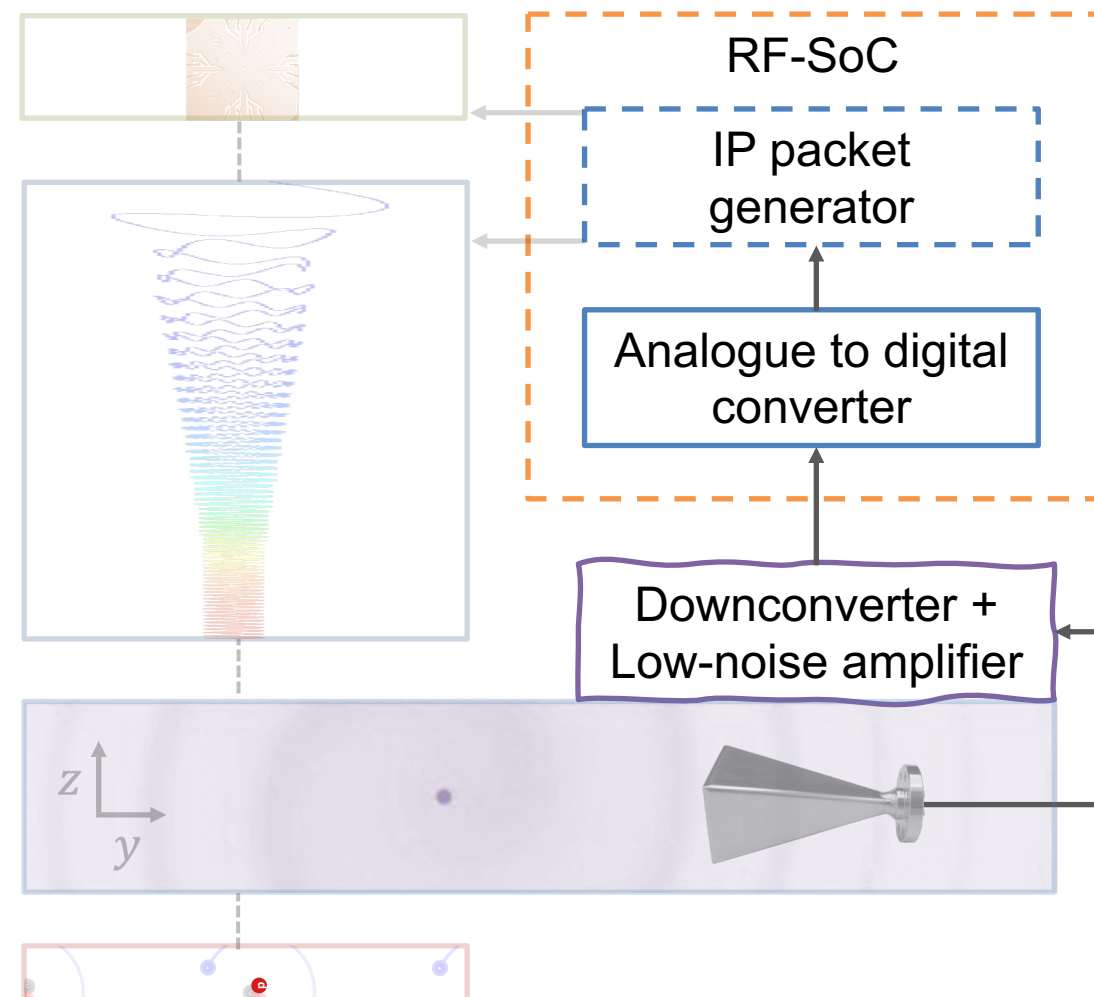 RF-SoC
IP packet
generator
Analogue to digital
converter
Downconverter +
Low-noise amplifier
z
y
p